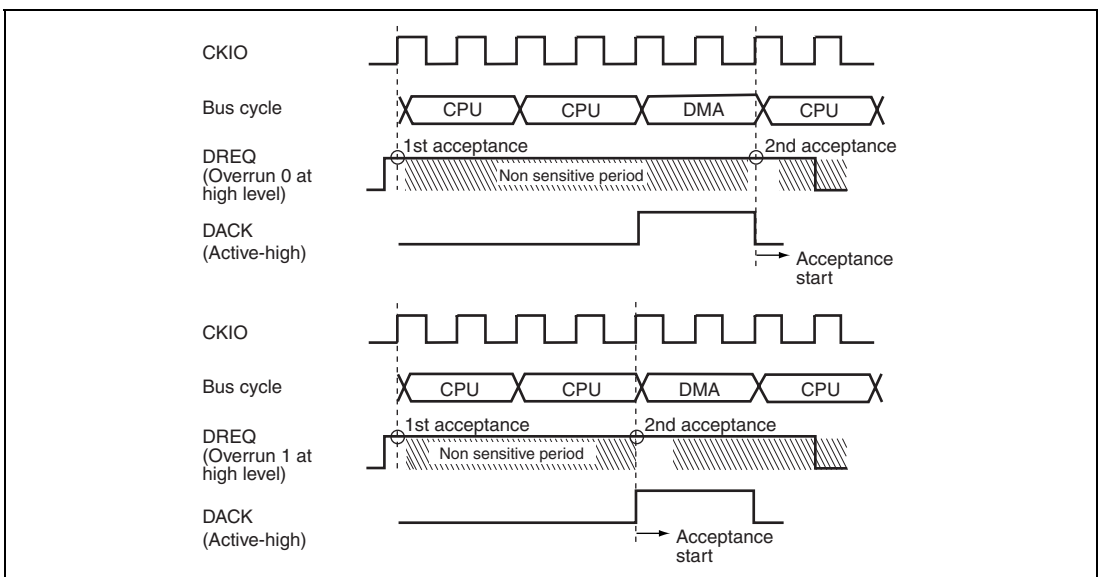 CKIO
Bus cycle
CPU CPU DMA CPU
1st acceptance 2nd acceptance
DREQ
(Overrun 0 at
high level)
Non sensitive period
DACK
(Active-high)
Acceptance
start
CKIO
Bus cycle
CPU CPU DMA CPU
1st acceptance 2nd acceptance
DREQ
(Overrun 1 at
high level)
Non sensitive period
DACK
(Active-high)
Acceptance
start